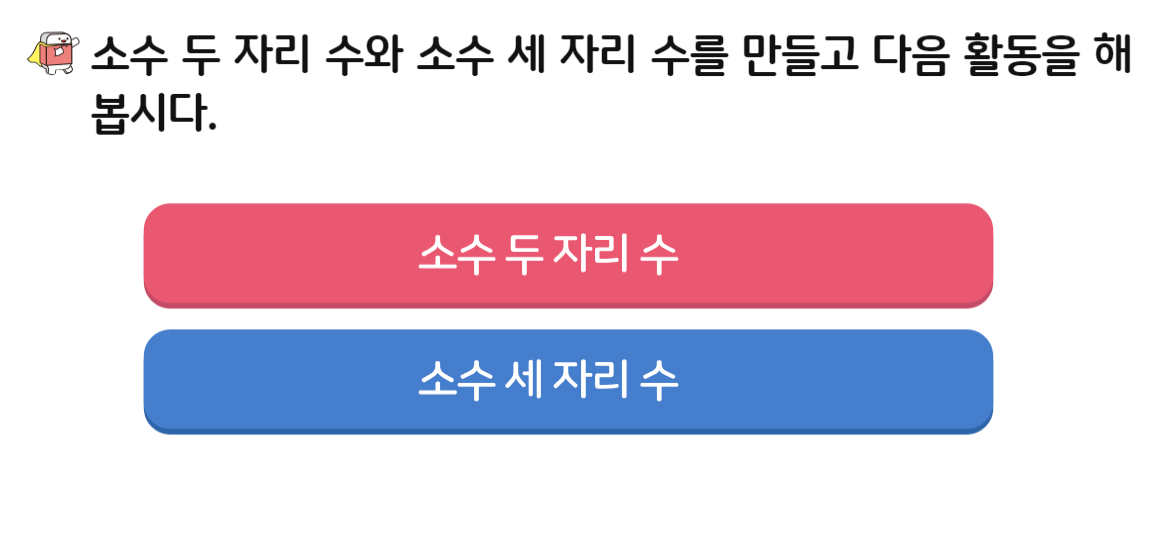 소수 두 자리 수와 소수 세 자리 수를 만들고 다음 활동을 해
봅시다.
소수 두 자리 수
소수 세 자리 수